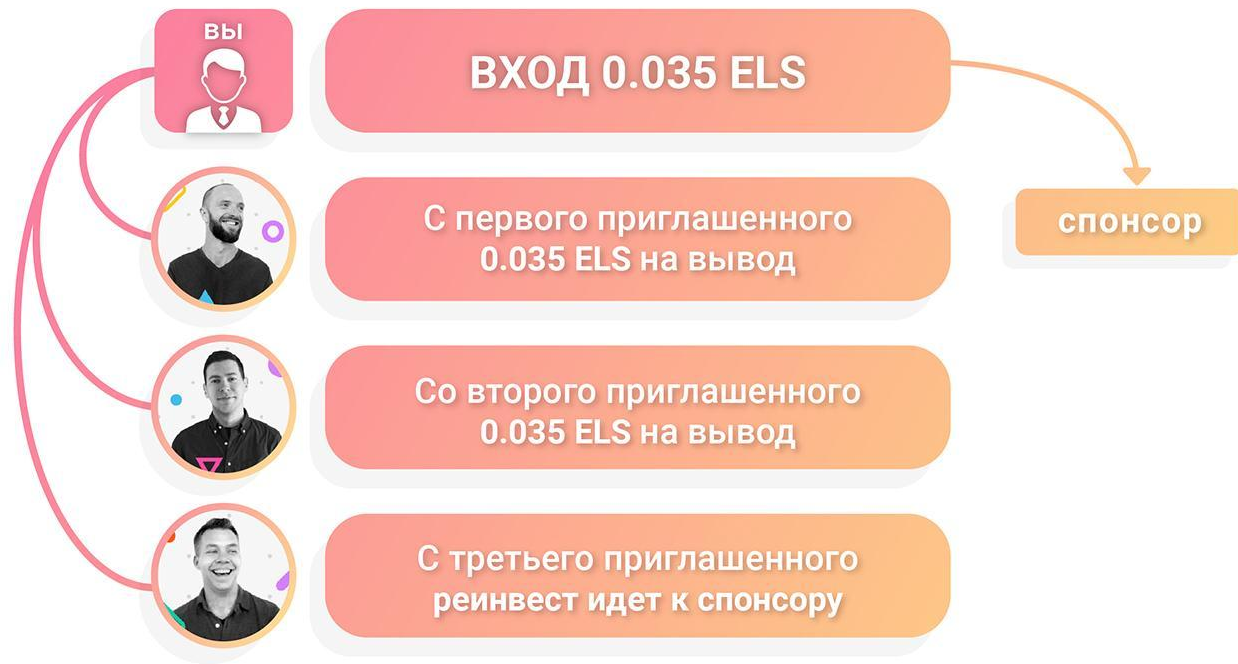 ВЫ
ВХОД 0.035 ELS
спонсор
С первого приглашенного
0.035 ELS на вывод
Со второго приглашенного
0.035 ELS на вывод
С третьего приглашенного
реинвест идет к спонсору